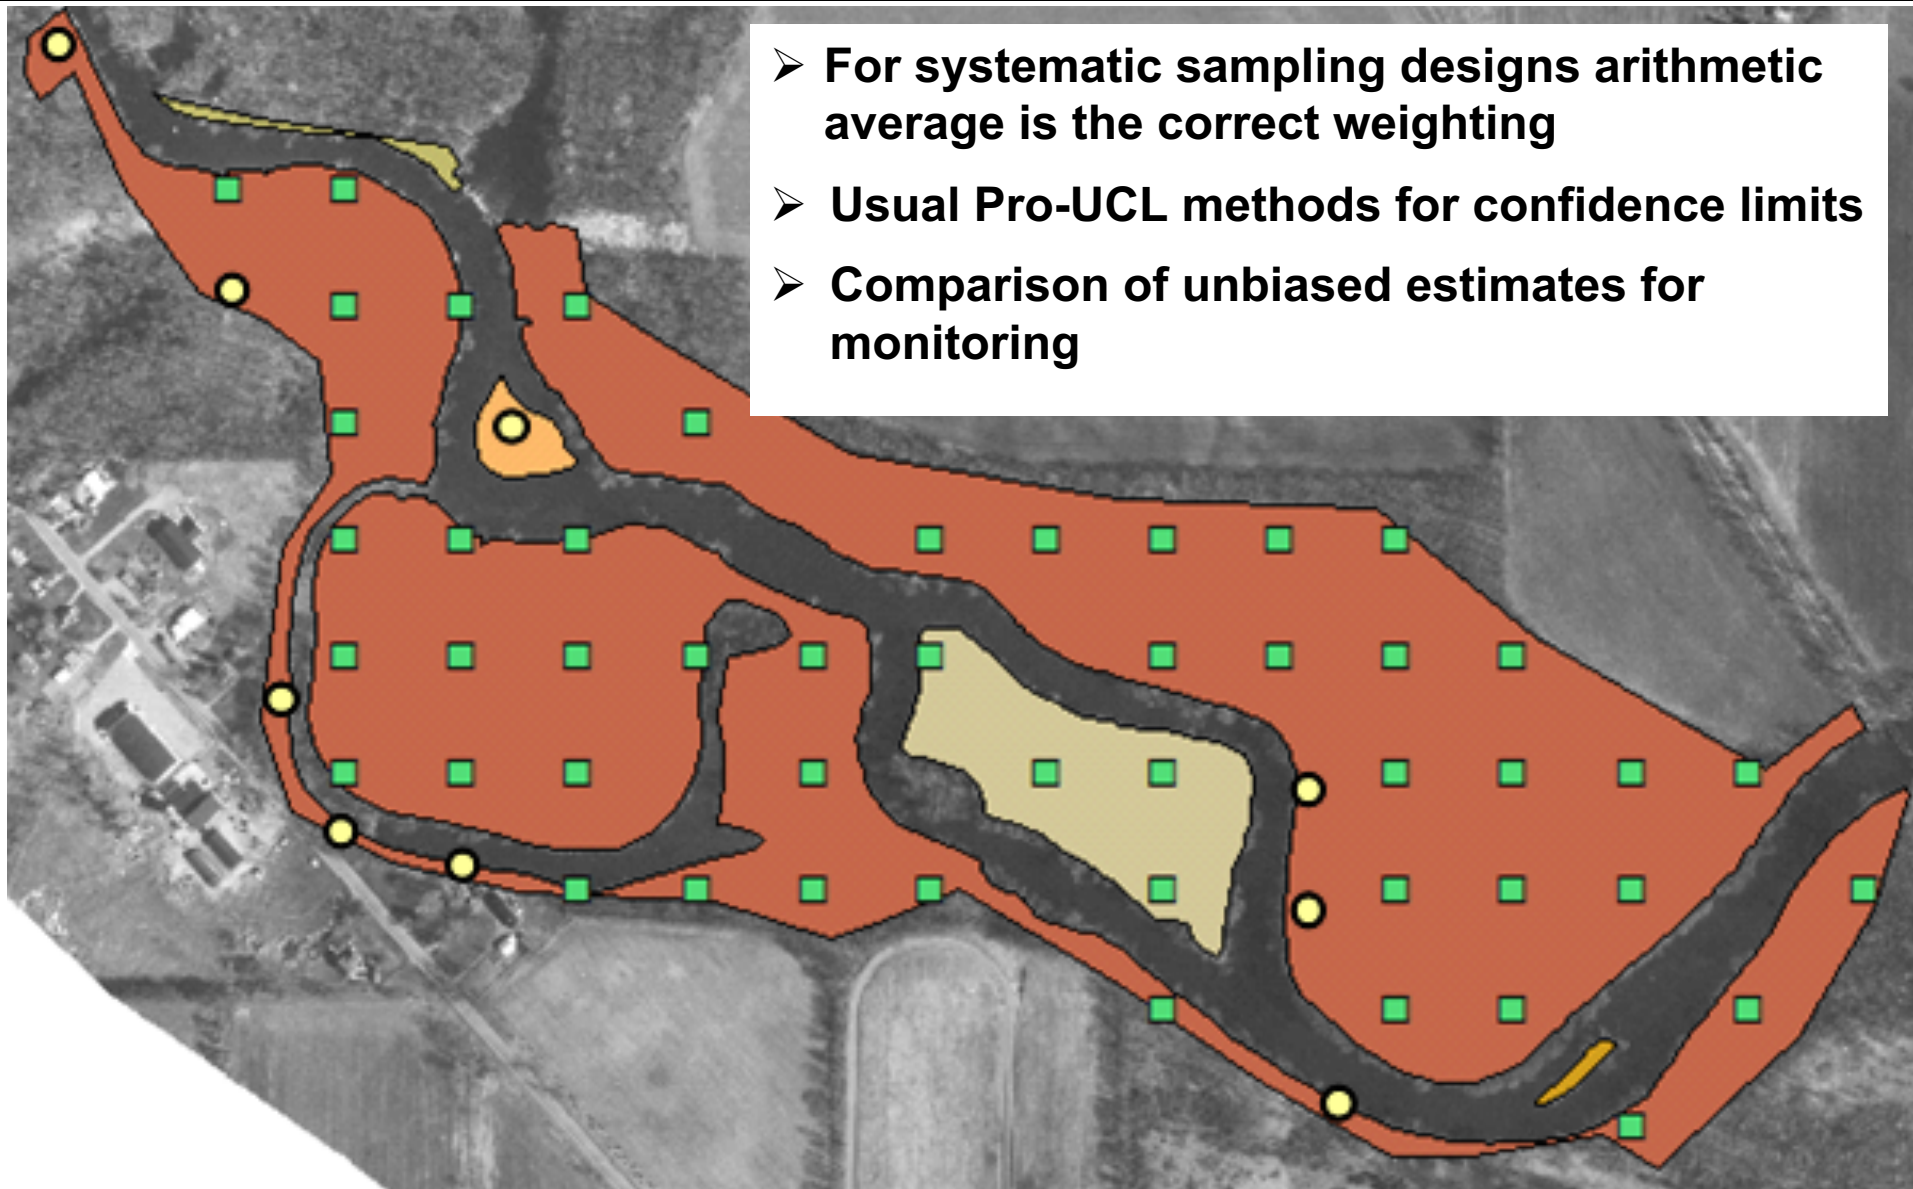 ➢ For systematic sampling designs arithmetic
average is the correct weighting
➢ Usual Pro-UCL methods for confidence limits
➢ Comparison of unbiased estimates for
monitoring